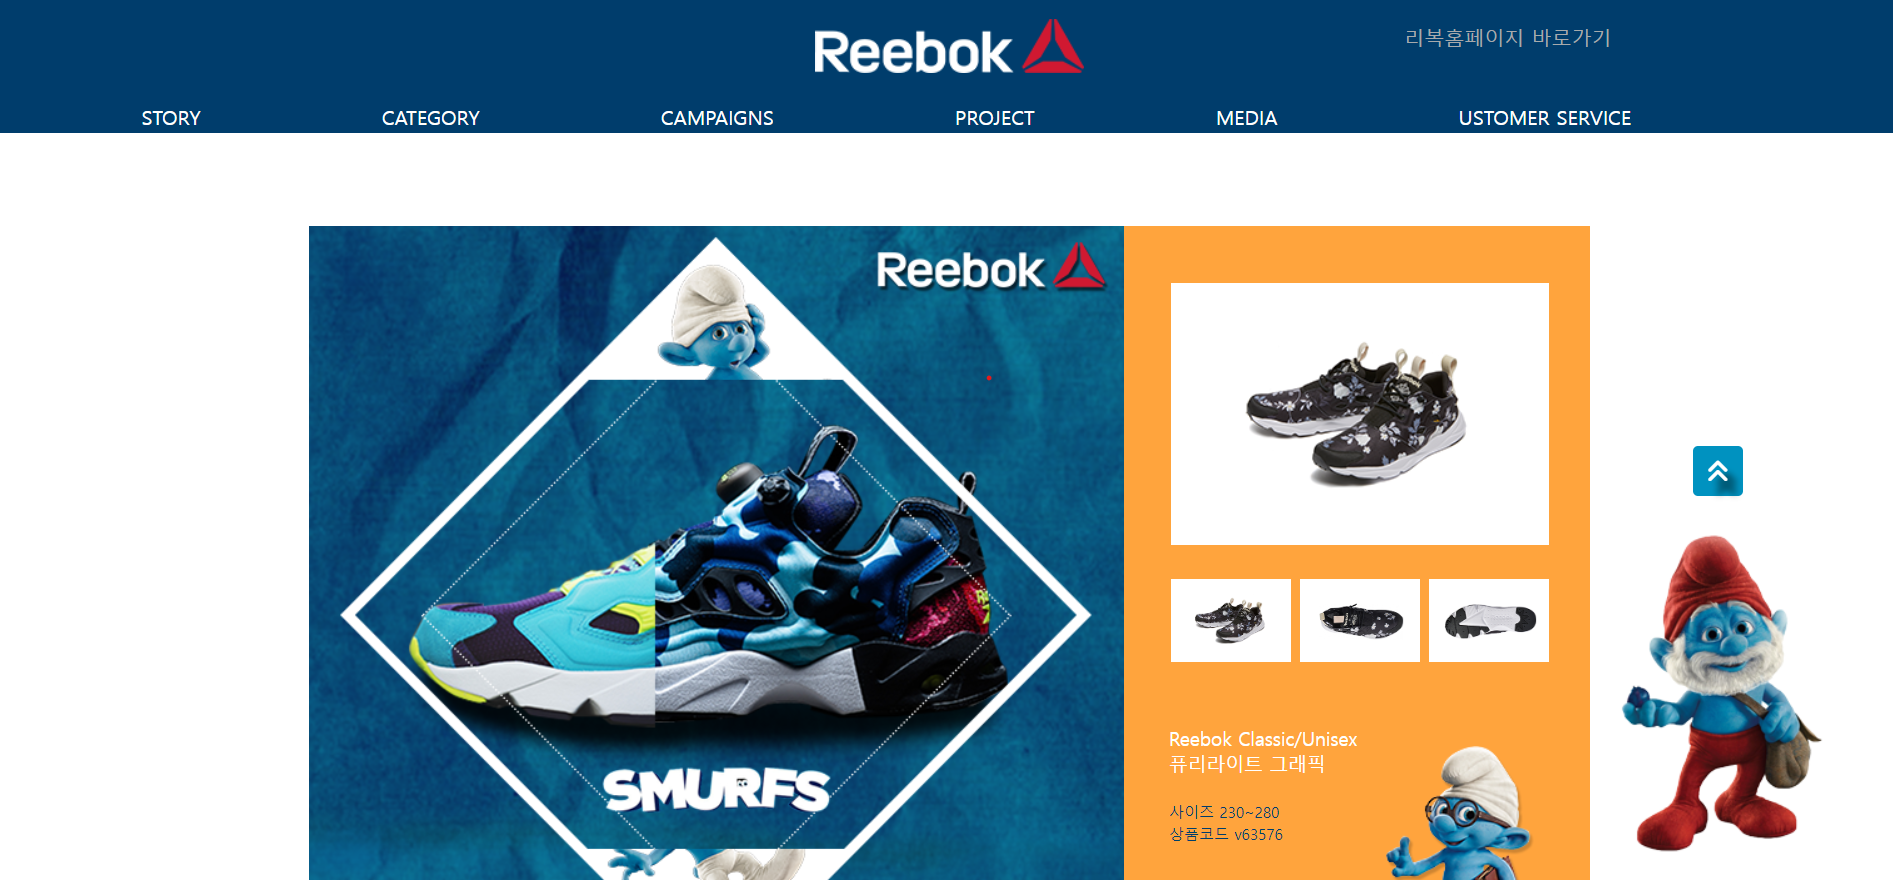 Reebok
리복홈페이지 바로가기
STORY CATEGORY CAMPAIGNS PROJECT MEDIA USTOMER SERVICE
Reebok
SMURFS
Reebok Classic/Unisex
퓨리라이트 그래픽
사이즈 230~280
상품코드 v63576